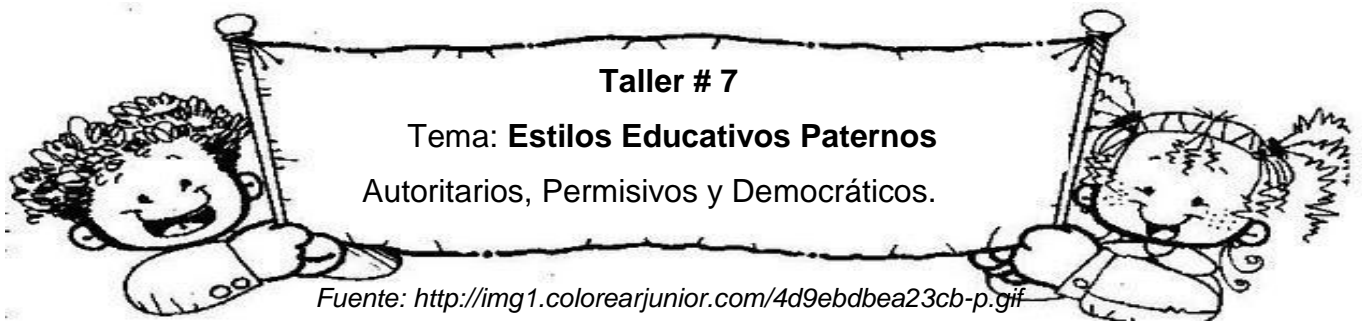 Taller # 7
Tema: Estilos Educativos Paternos
Autoritarios, Permisivos y Democráticos.
Fuente: http://img1.colorearjunior.com/4d9ebdbea23cb-p.gif